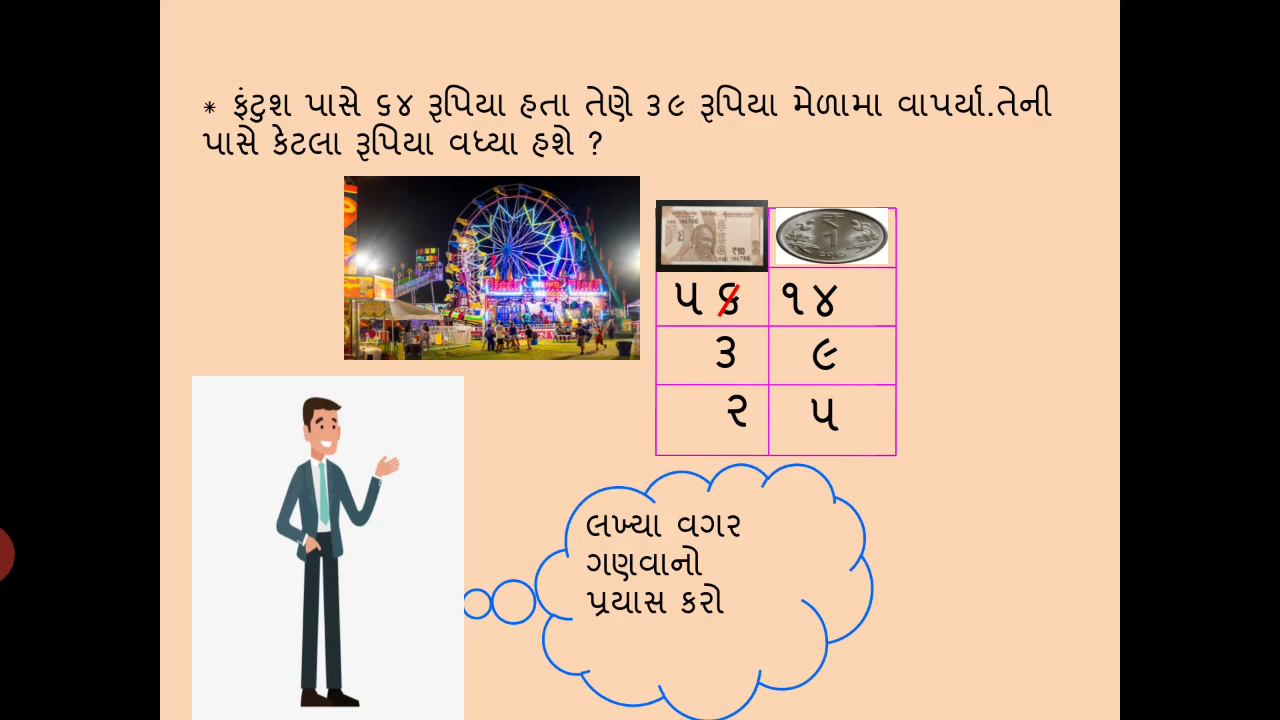 * ફંટુશ પાસે ૬૪ રૂપિયા હતા તેણે ૩૯ રૂપિયા મેળામા વાપર્યા.તેની
પાસે કેટલા રૂપિયા વધ્યા હશે ?
૫ ૬ ૧૪
૩ ૯
૨ ૫
લખ્યા વગર
ગણવાનો
પ્રયાસ કરો